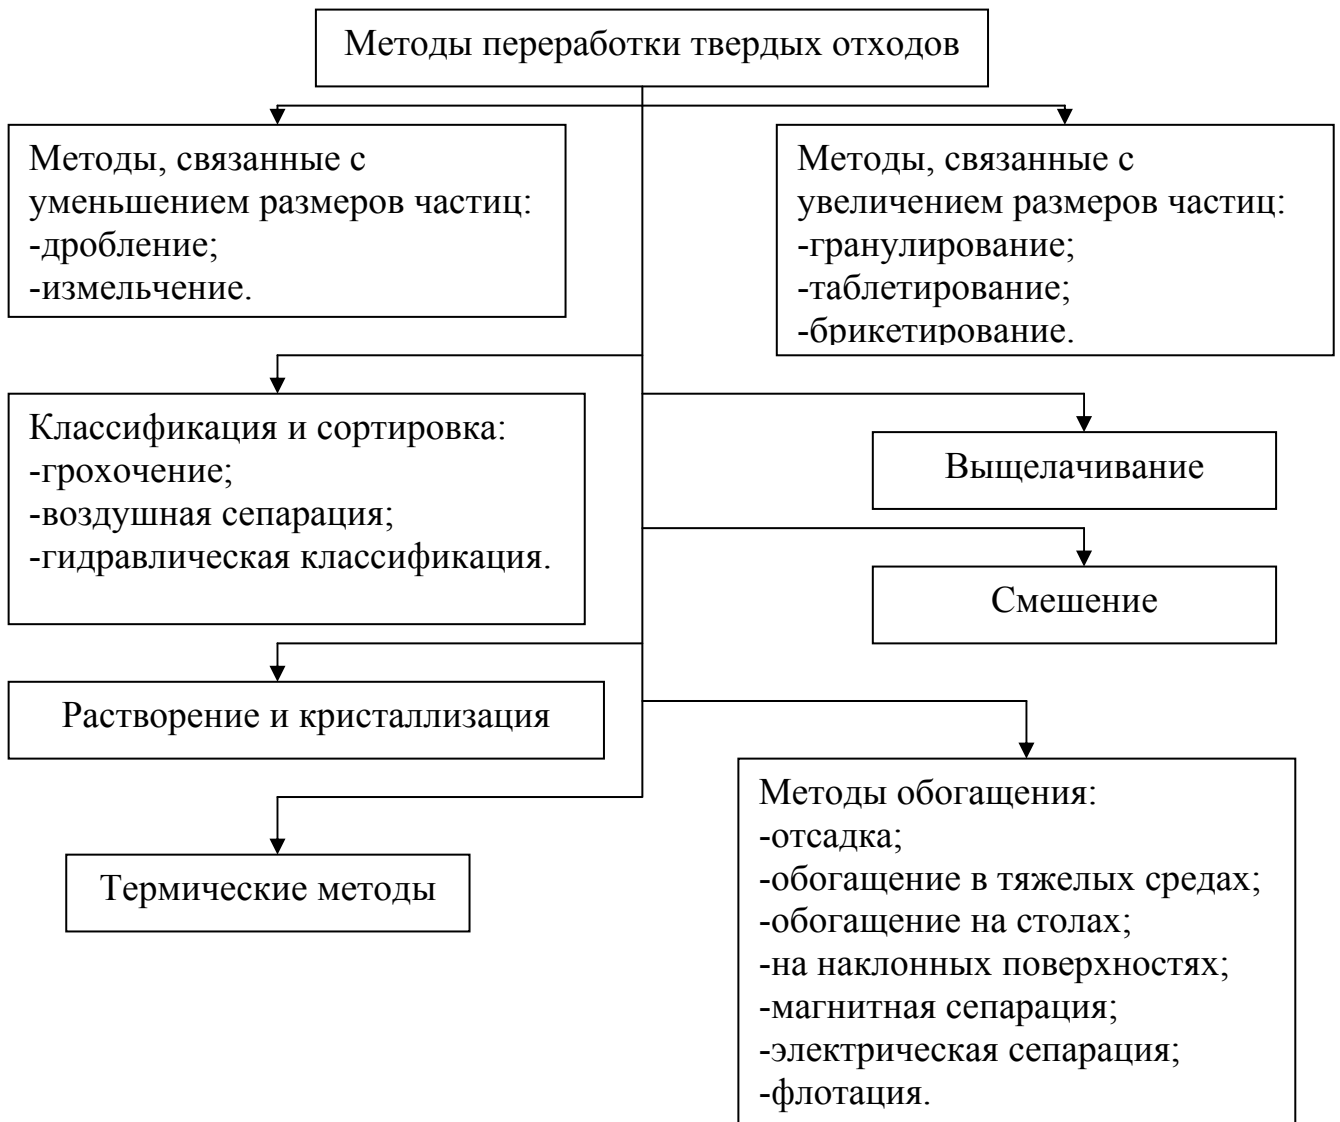 Методы переработки твердых отходов
Методы, связанные с
уменьшением размеров частиц:
-дробление;
-измельчение.
Методы, связанные с
увеличением размеров частиц:
-гранулирование;
-таблетирование;
-брикетирование.
Классификация и сортировка:
-грохочение;
-воздушная сепарация;
-гидравлическая классификация.
Выщелачивание
Смешение
Растворение и кристаллизация
Термические методы
Методы обогащения:
-отсадка;
-обогащение в тяжелых средах;
-обогащение на столах;
-на наклонных поверхностях;
-магнитная сепарация;
-электрическая сепарация;
-флотация.